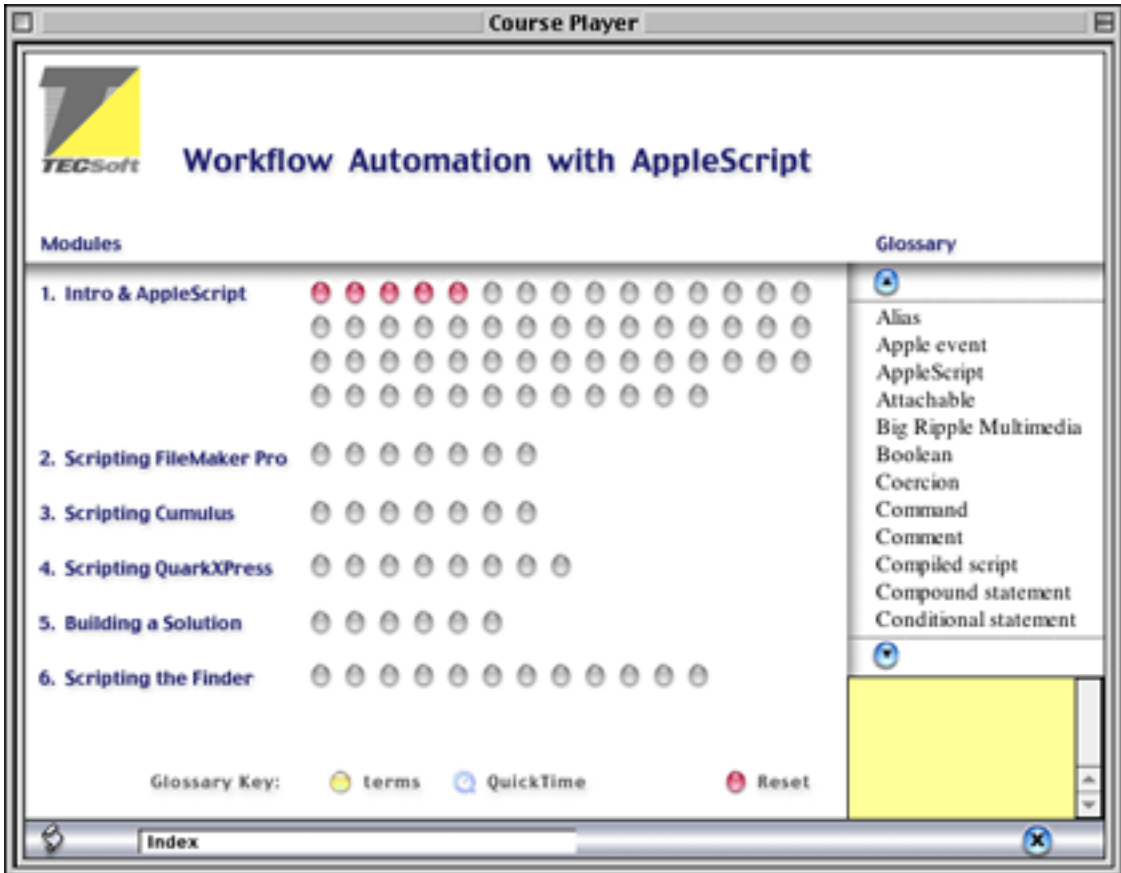 Course Player
TECSoft
Workflow Automation with AppleScript
Modules
Glossary
1. Intro & AppleScript
2. Scripting FileMaker Pro
3. Scripting Cumulus
4. Scripting QuarkXPress
5. Building a Solution
6. Scripting the Finder
Alias
Apple event
AppleScript
Attachable
Big Ripple Multimedia
Boolean
Coercion
Command
Comment
Compiled script
Compound statement
Conditional statement
Glossary Key: terms QuickTime Reset
Index